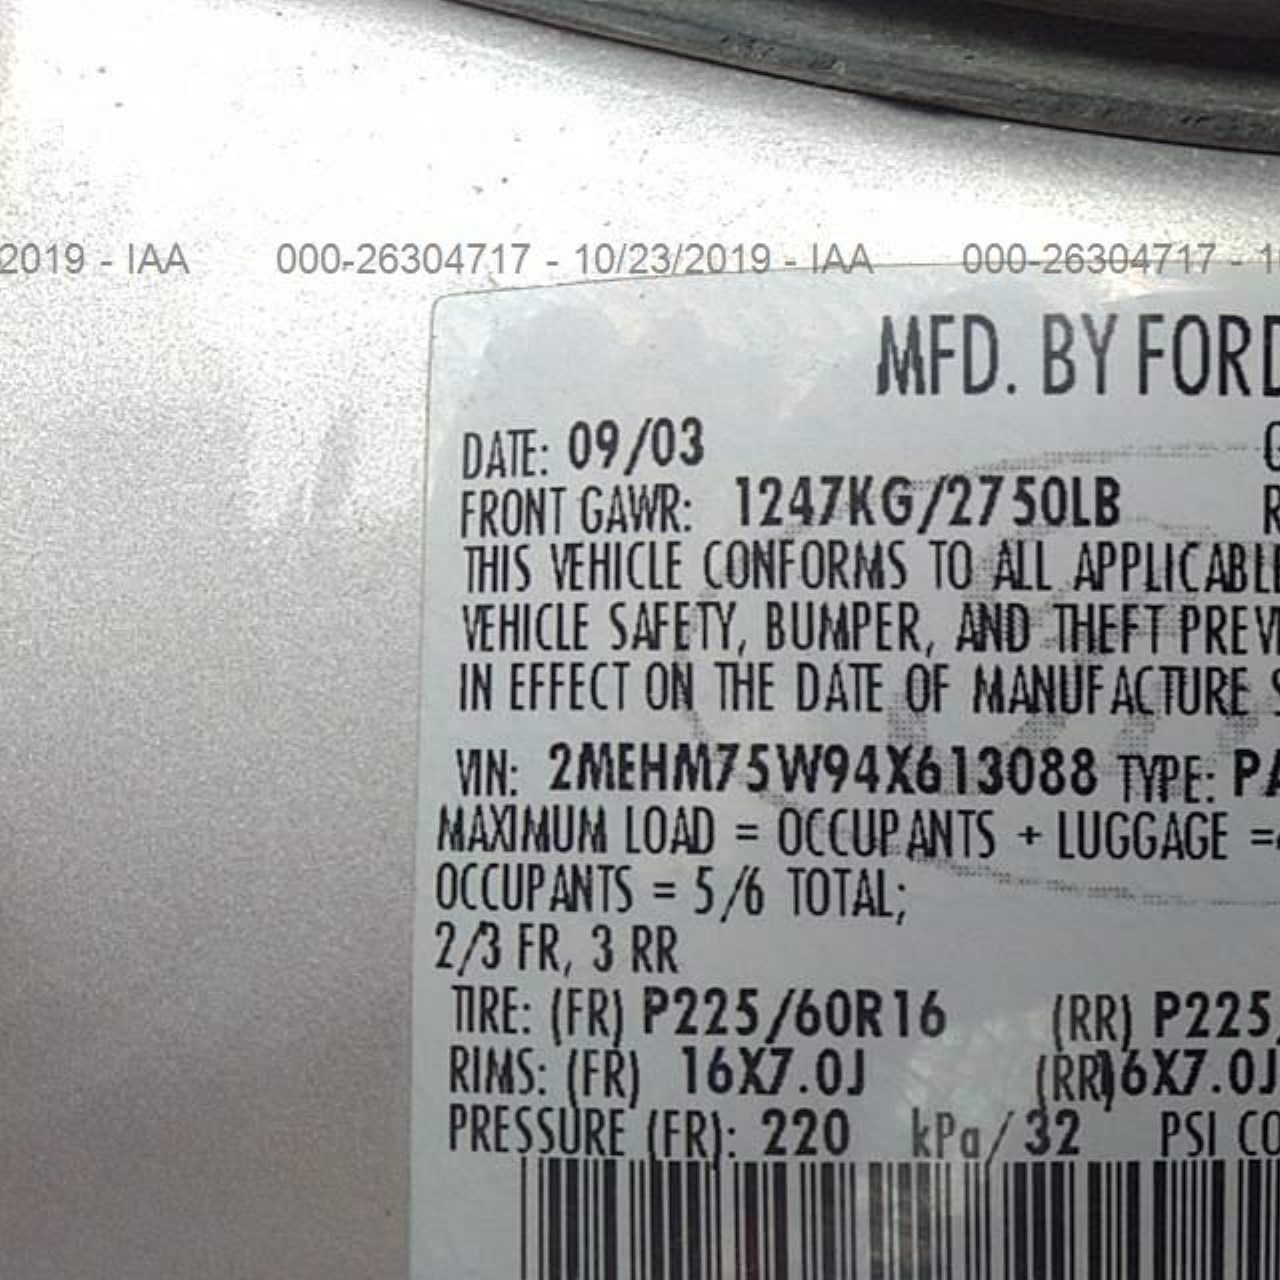 2019 - IAA 000-26304717 - 10/23/2019 - IAA 000-26304717 - 1
MFD. BY FORD
DATE: 09/03 G
FRONT GAWR: 1247KG/2750LB R
THIS VEHICLE CONFORMS TO ALL APPLICABLE
VEHICLE SAFETY, BUMPER, AND THEFT PREV
IN EFFECT ON THE DATE OF MANUFACTURE S
VIN: 2MEHM75W94X613088 TYPE: PA
MAXIMUM LOAD = OCCUPANTS + LUGGAGE =
OCCUPANTS = 5/6 TOTAL;
2/3 FR, 3 RR
TIRE: (FR) P225/60R16 (RR) P225/
RIMS: (FR) 16X7.0J (RR)16X7.0J
PRESSURE (FR): 220 kPa/ 32 PSI CO